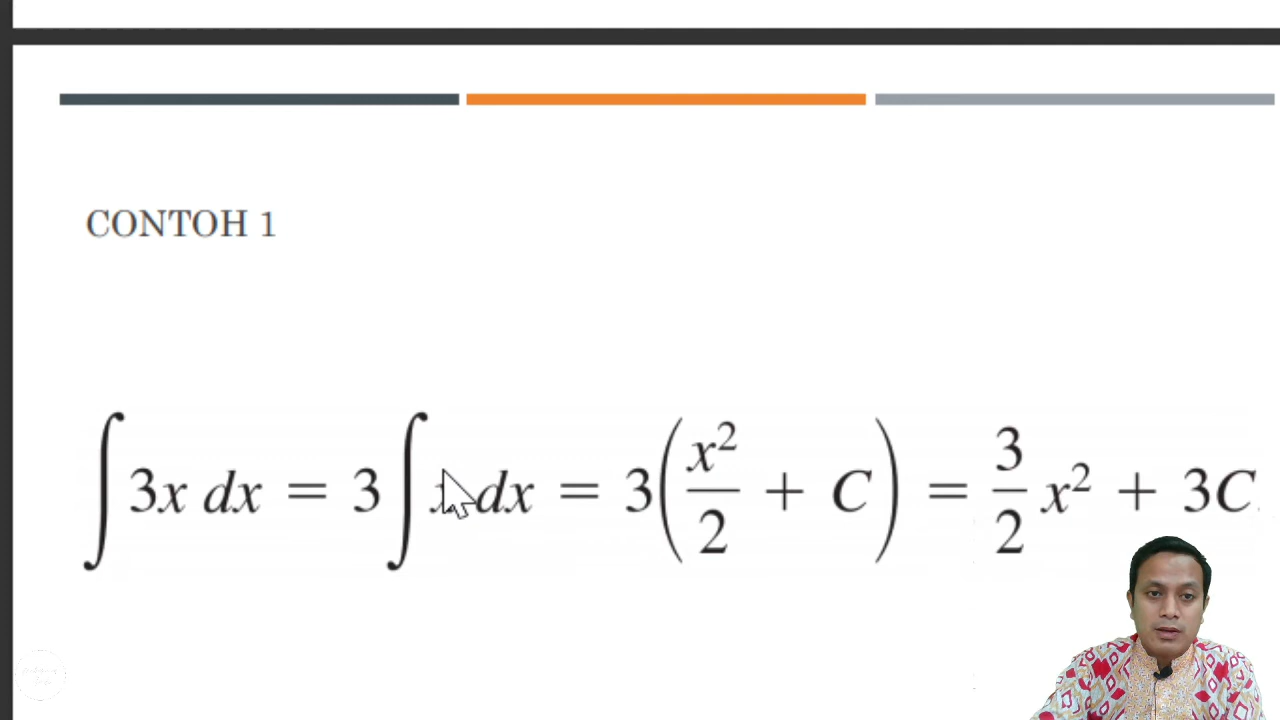 CONTOH 1
∫ 3x dx = 3 ∫ x dx = 3(x²/2 + C) = 3/2 x² + 3C